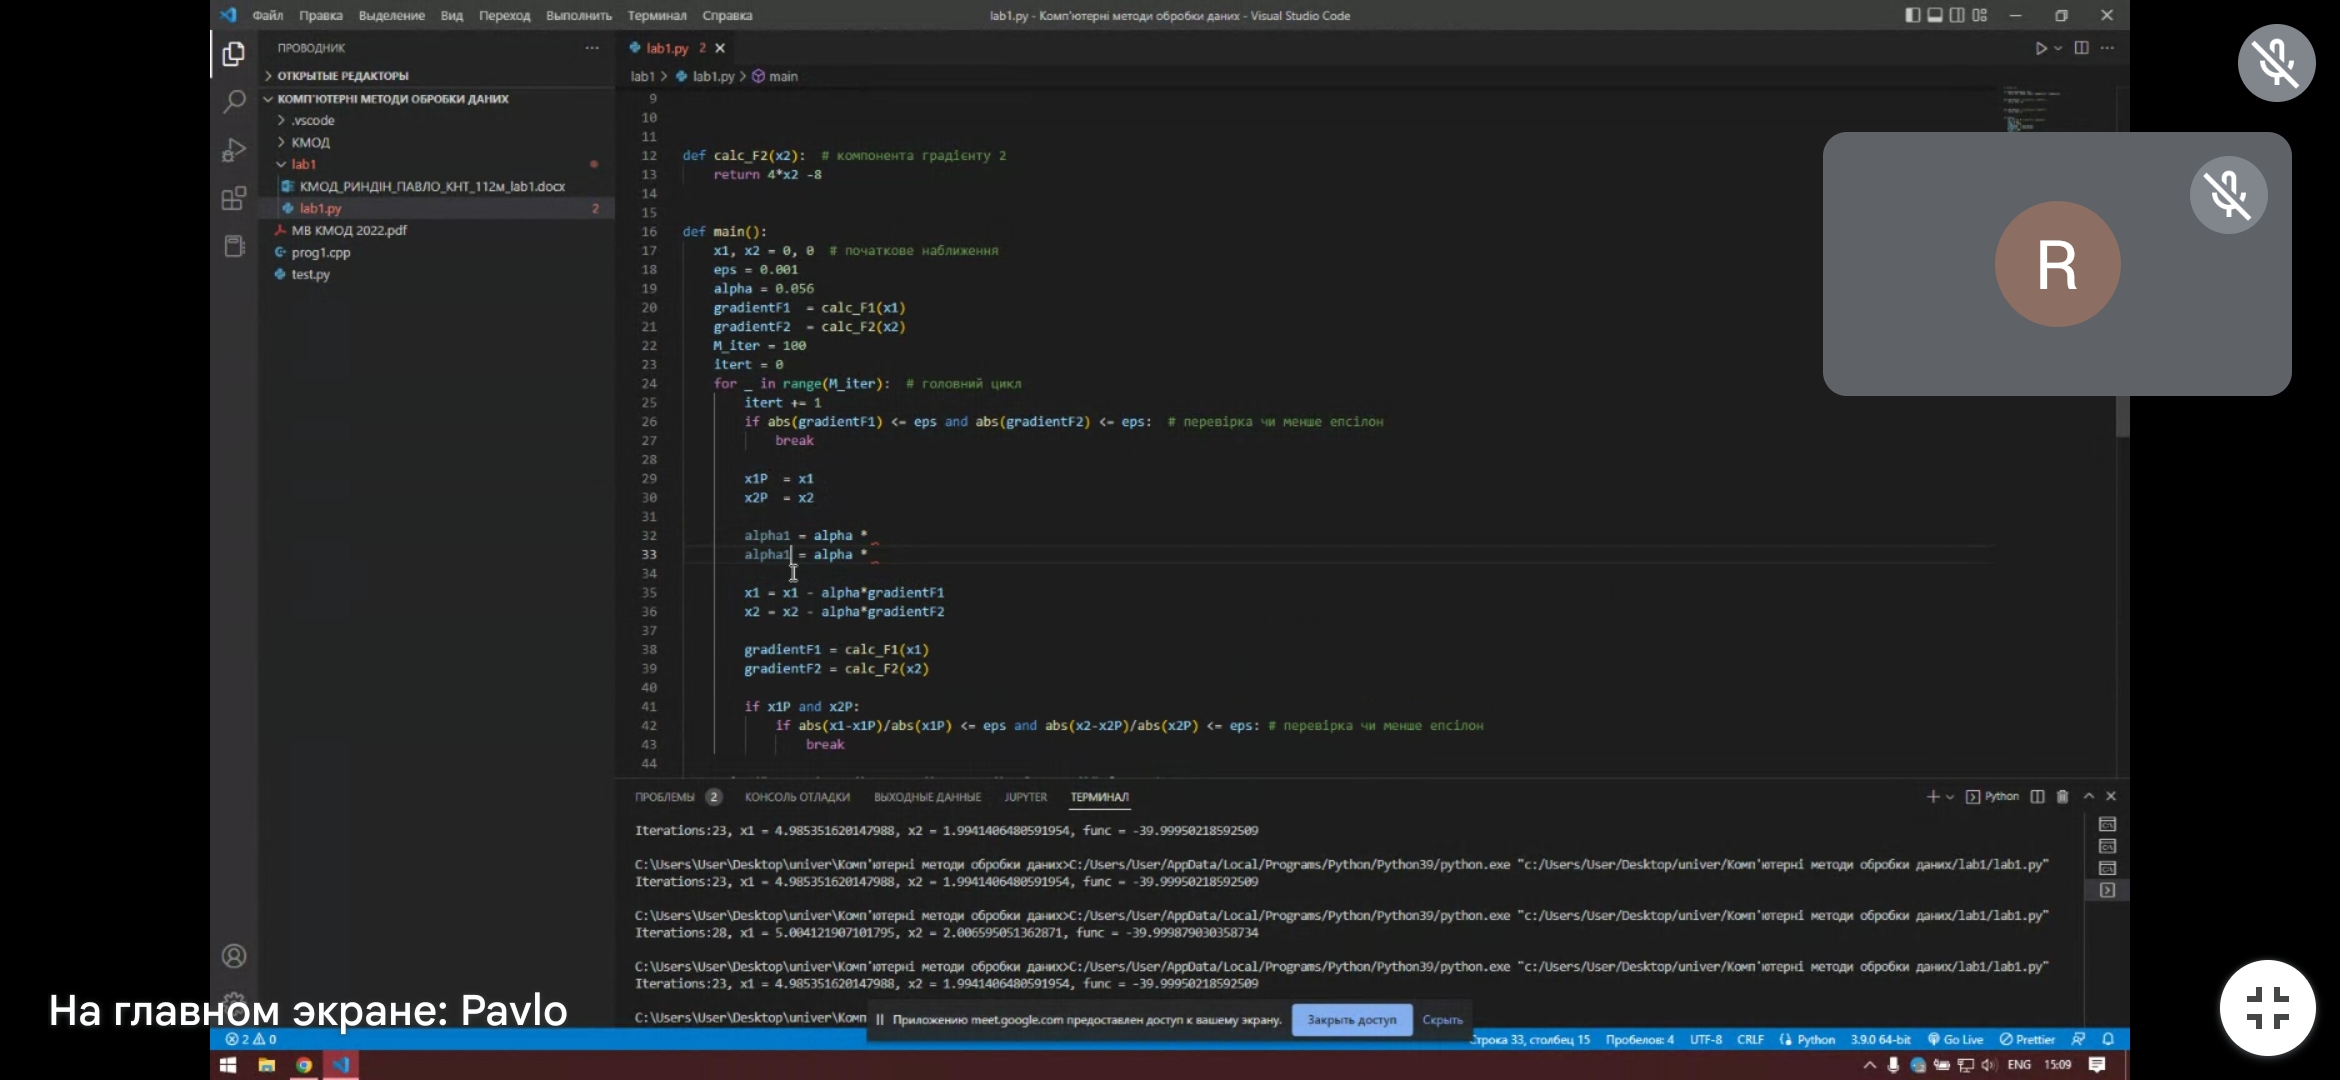 Файл Правка Выделение Вид Переход Выполнить Терминал Справка
lab1.py - Комп'ютерні методи обробки даних - Visual Studio Code
ПРОВОДНИК
ОТКРЫТЫЕ РЕДАКТОРЫ
КОМП'ЮТЕРНІ МЕТОДИ ОБРОБКИ ДАНИХ
.vscode
КМОД
lab1
КМОД_РИНДІН_ПАВЛО_КНТ_112м_lab1.docx
lab1.py 2
МВ КМОД 2022.pdf
prog1.cpp
test.py
lab1.py 2
lab1 > lab1.py > main
9
10
11
12 def calc_F2(x2): # компонента градієнту 2
13 return 4*x2 -8
14
15
16 def main():
17 x1, x2 = 0, 0 # початкове наближення
18 eps = 0.001
19 alpha = 0.056
20 gradientF1 = calc_F1(x1)
21 gradientF2 = calc_F2(x2)
22 M_iter = 100
23 itert = 0
24 for _ in range(M_iter): # головний цикл
25 itert += 1
26 if abs(gradientF1) <= eps and abs(gradientF2) <= eps: # перевірка чи менше епсілон
27 break
28
29 x1P = x1
30 x2P = x2
31
32 alpha1 = alpha *
33 alpha1 = alpha *
34
35 x1 = x1 - alpha*gradientF1
36 x2 = x2 - alpha*gradientF2
37
38 gradientF1 = calc_F1(x1)
39 gradientF2 = calc_F2(x2)
40
41 if x1P and x2P:
42 if abs(x1-x1P)/abs(x1P) <= eps and abs(x2-x2P)/abs(x2P) <= eps: # перевірка чи менше епсілон
43 break
44
R
ПРОБЛЕМЫ 2 КОНСОЛЬ ОТЛАДКИ ВЫХОДНЫЕ ДАННЫЕ JUPYTER ТЕРМИНАЛ
Python
Iterations:23, x1 = 4.985351620147988, x2 = 1.9941406480591954, func = -39.99950218592509
C:\Users\User\Desktop\univer\Комп'ютерні методи обробки даних>C:/Users/User/AppData/Local/Programs/Python/Python39/python.exe "c:/Users/User/Desktop/univer/Комп'ютерні методи обробки даних/lab1/lab1.py"
Iterations:23, x1 = 4.985351620147988, x2 = 1.9941406480591954, func = -39.99950218592509
C:\Users\User\Desktop\univer\Комп'ютерні методи обробки даних>C:/Users/User/AppData/Local/Programs/Python/Python39/python.exe "c:/Users/User/Desktop/univer/Комп'ютерні методи обробки даних/lab1/lab1.py"
Iterations:28, x1 = 5.004121907101795, x2 = 2.006595051362871, func = -39.999879030358734
C:\Users\User\Desktop\univer\Комп'ютерні методи обробки даних>C:/Users/User/AppData/Local/Programs/Python/Python39/python.exe "c:/Users/User/Desktop/univer/Комп'ютерні методи обробки даних/lab1/lab1.py"
Iterations:23, x1 = 4.985351620147988, x2 = 1.9941406480591954, func = -39.99950218592509
C:\Users\User\Desktop\univer\Комп
На главном экране: Pavlo
Приложению meet.google.com предоставлен доступ к вашему экрану. Закрыть доступ Скрыть
2 0
Строка 33, столбец 15 Пробелов: 4 UTF-8 CRLF Python 3.9.0 64-bit Go Live Prettier
ENG 15:09